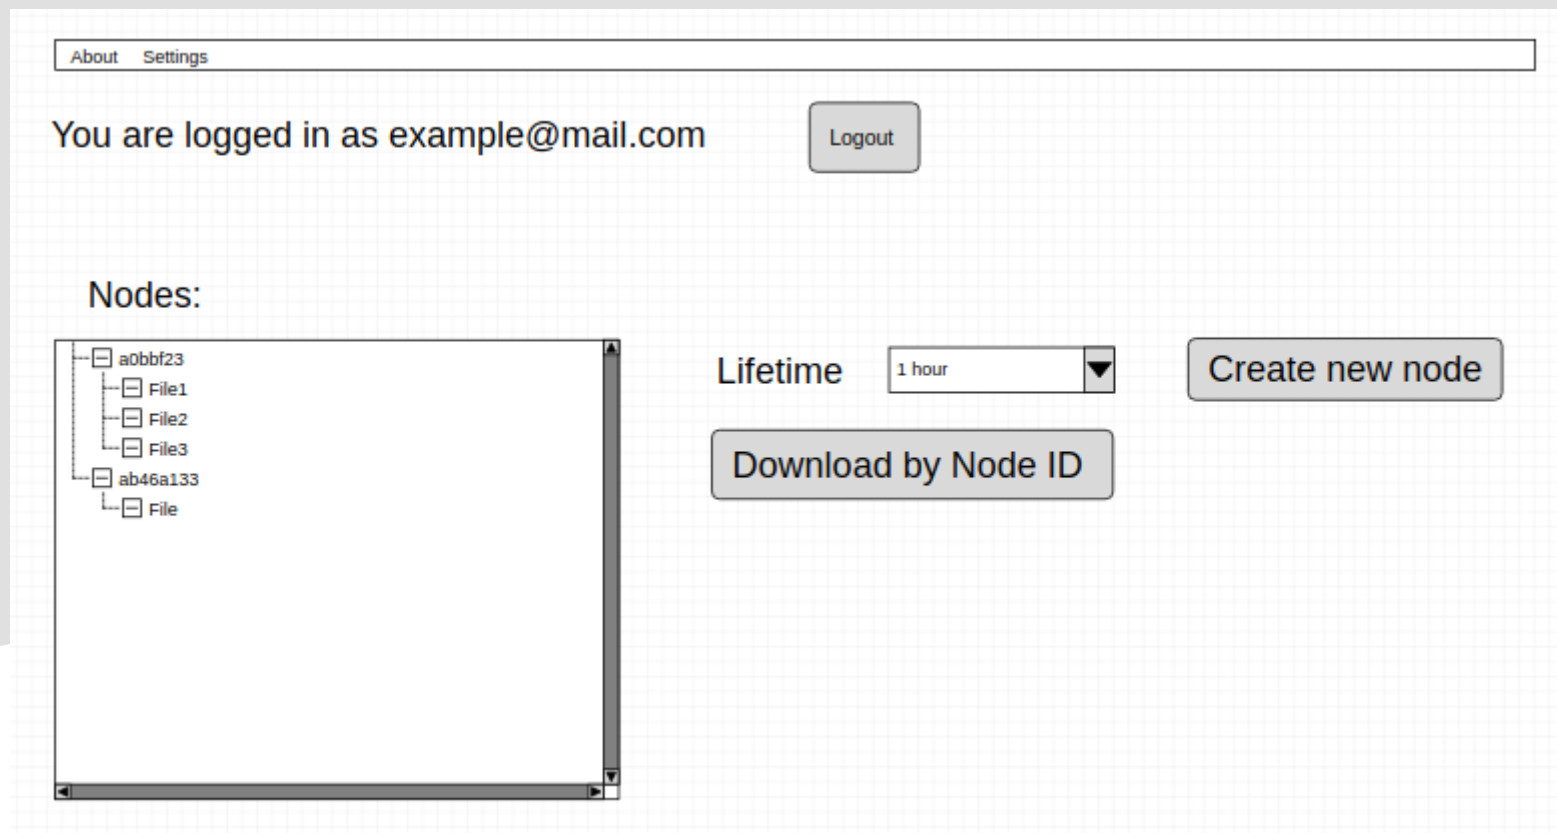 About Settings
You are logged in as example@mail.com
Logout
Nodes:
a0bbf23
File1
File2
File3
ab46a133
File
Lifetime
1 hour
Create new node
Download by Node ID